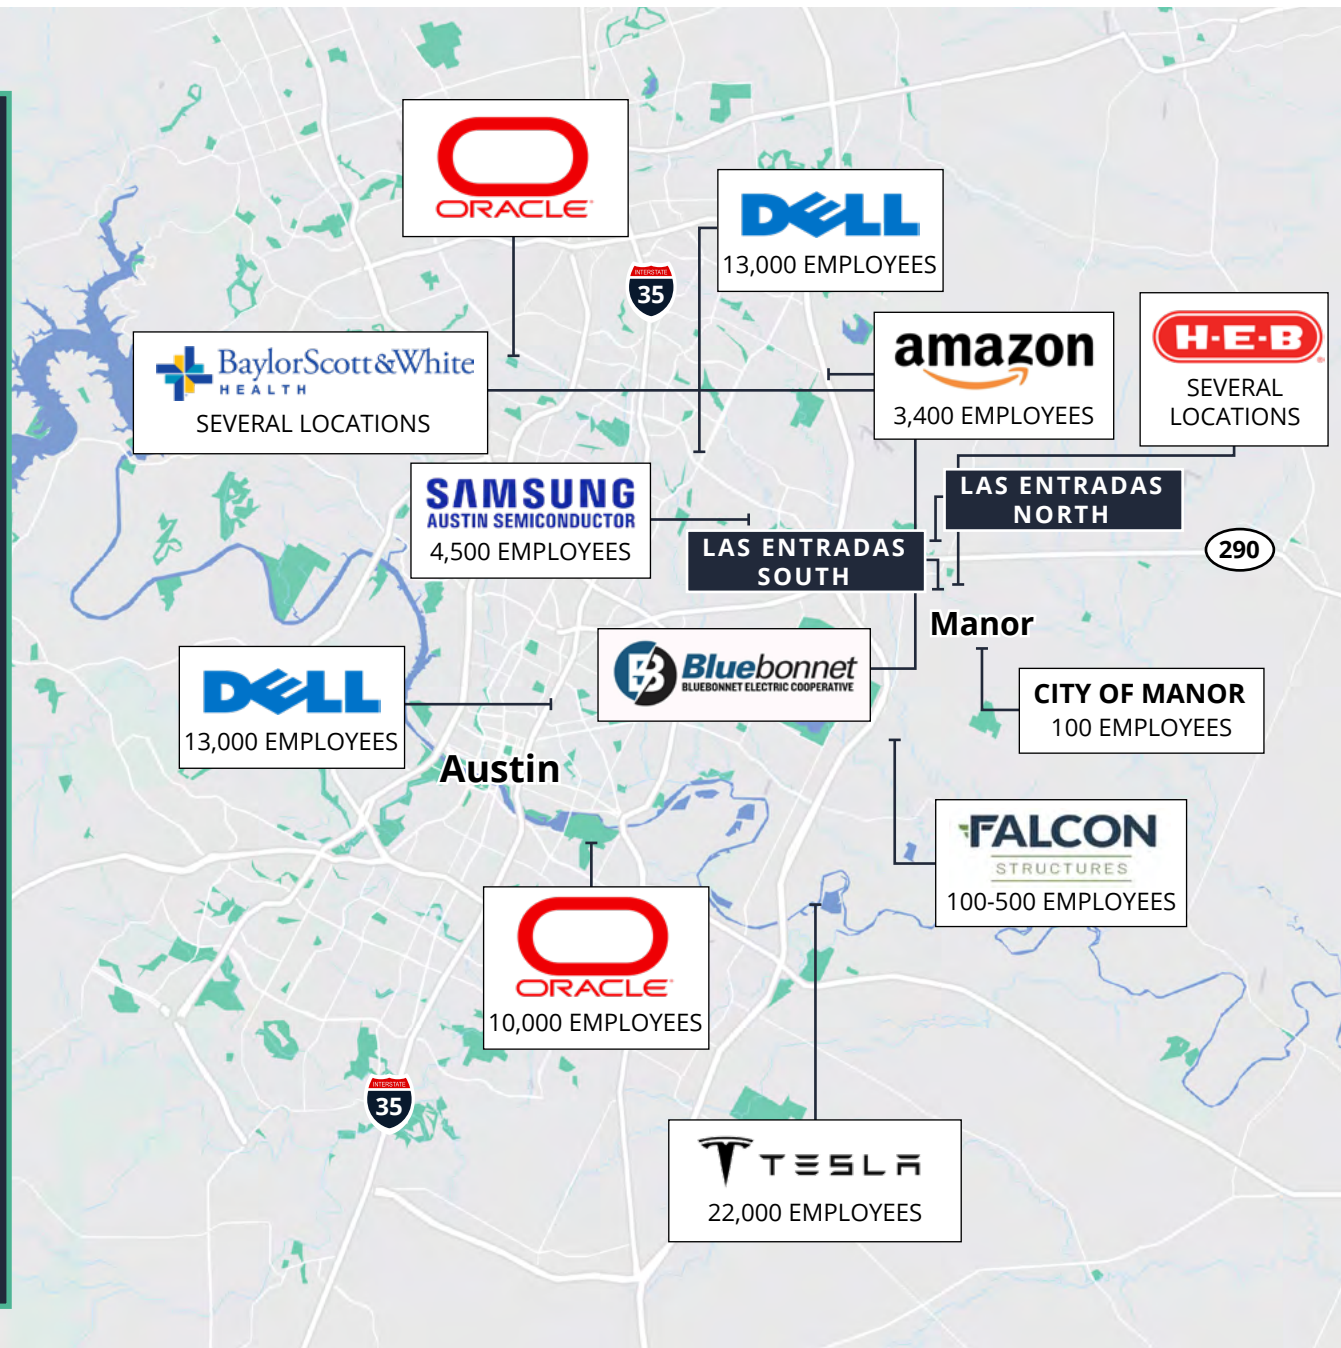 ORACLE
DELL
13,000 EMPLOYEES
INTERSTATE
35
BaylorScott&White
HEALTH
SEVERAL LOCATIONS
amazon
3,400 EMPLOYEES
H-E-B
SEVERAL
LOCATIONS
SAMSUNG
AUSTIN SEMICONDUCTOR
4,500 EMPLOYEES
LAS ENTRADAS
NORTH
LAS ENTRADAS
SOUTH
290
Manor
Bluebonnet
BLUEBONNET ELECTRIC COOPERATIVE
DELL
13,000 EMPLOYEES
CITY OF MANOR
100 EMPLOYEES
Austin
FALCON
STRUCTURES
100-500 EMPLOYEES
ORACLE
10,000 EMPLOYEES
INTERSTATE
35
TESLA
22,000 EMPLOYEES